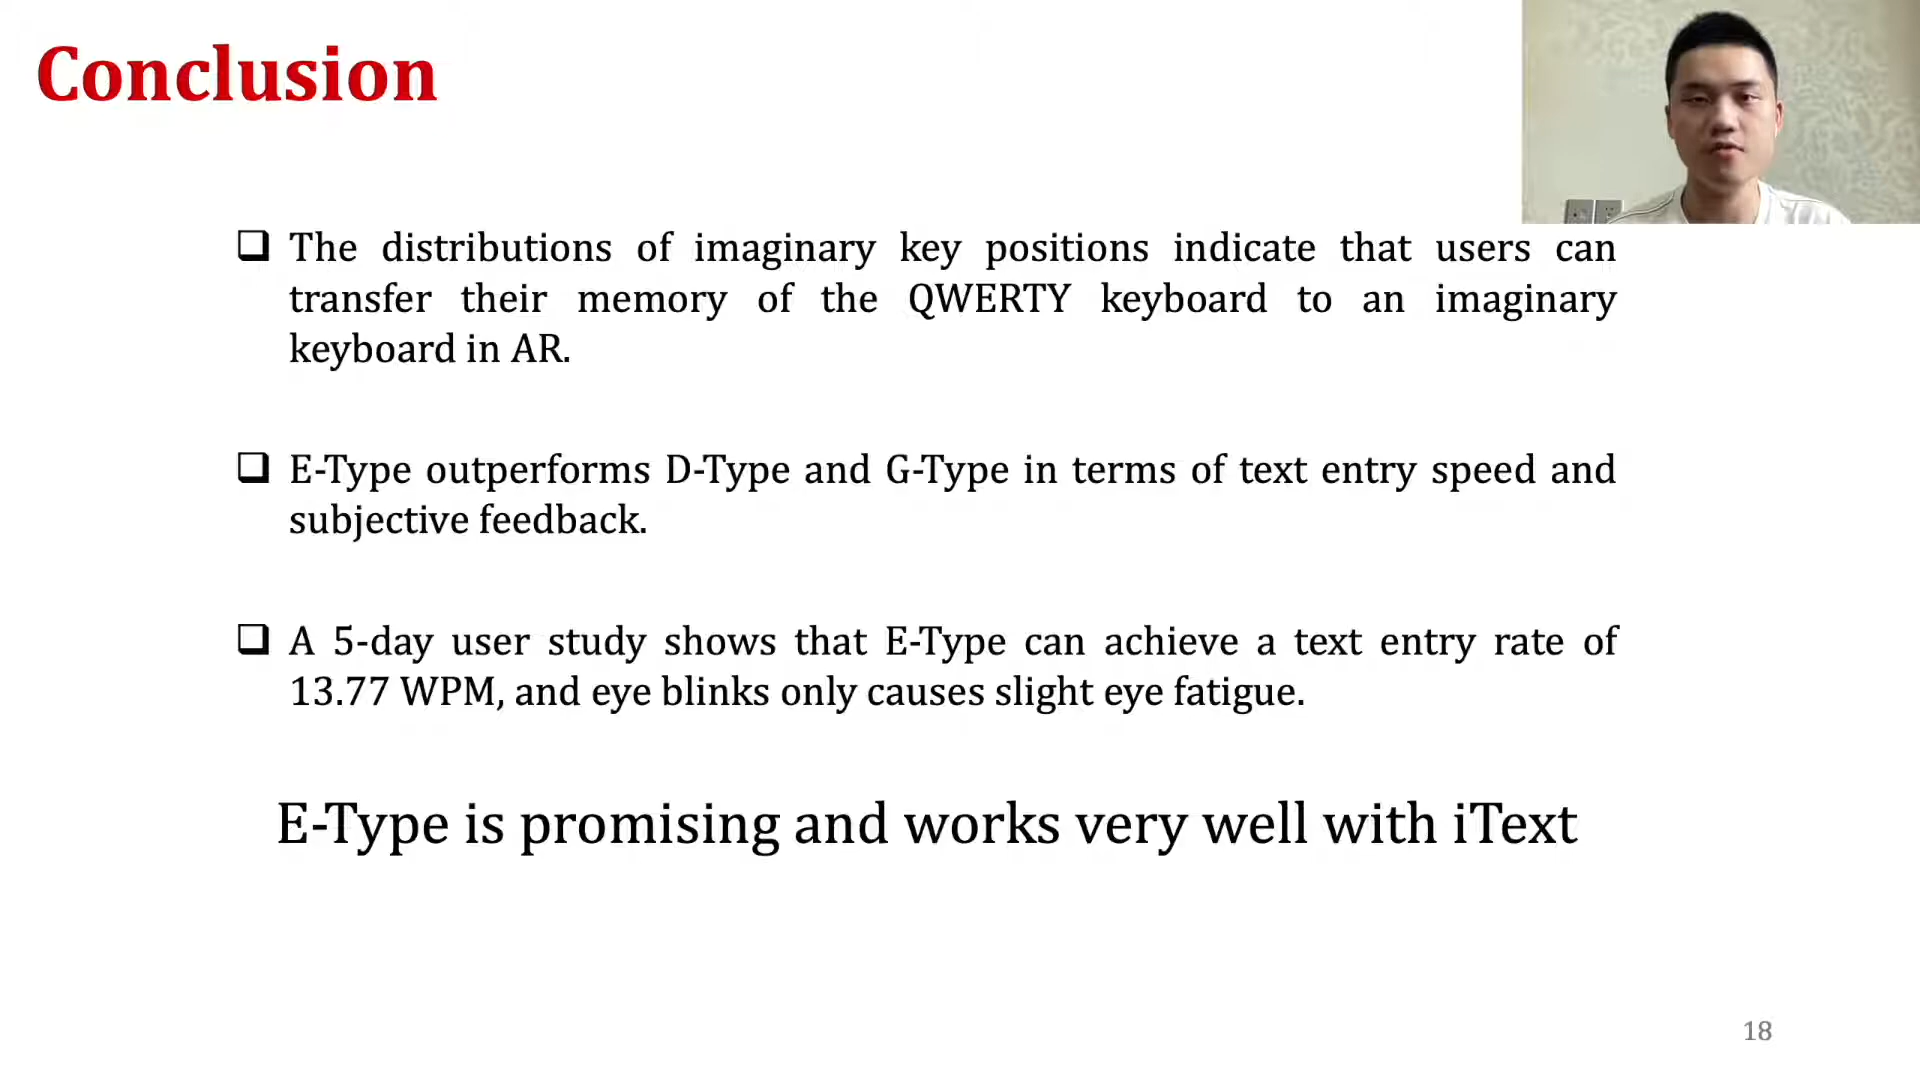 Conclusion
❑ The distributions of imaginary key positions indicate that users can
transfer their memory of the QWERTY keyboard to an imaginary
keyboard in AR.
❑ E-Type outperforms D-Type and G-Type in terms of text entry speed and
subjective feedback.
❑ A 5-day user study shows that E-Type can achieve a text entry rate of
13.77 WPM, and eye blinks only causes slight eye fatigue.
E-Type is promising and works very well with iText
18